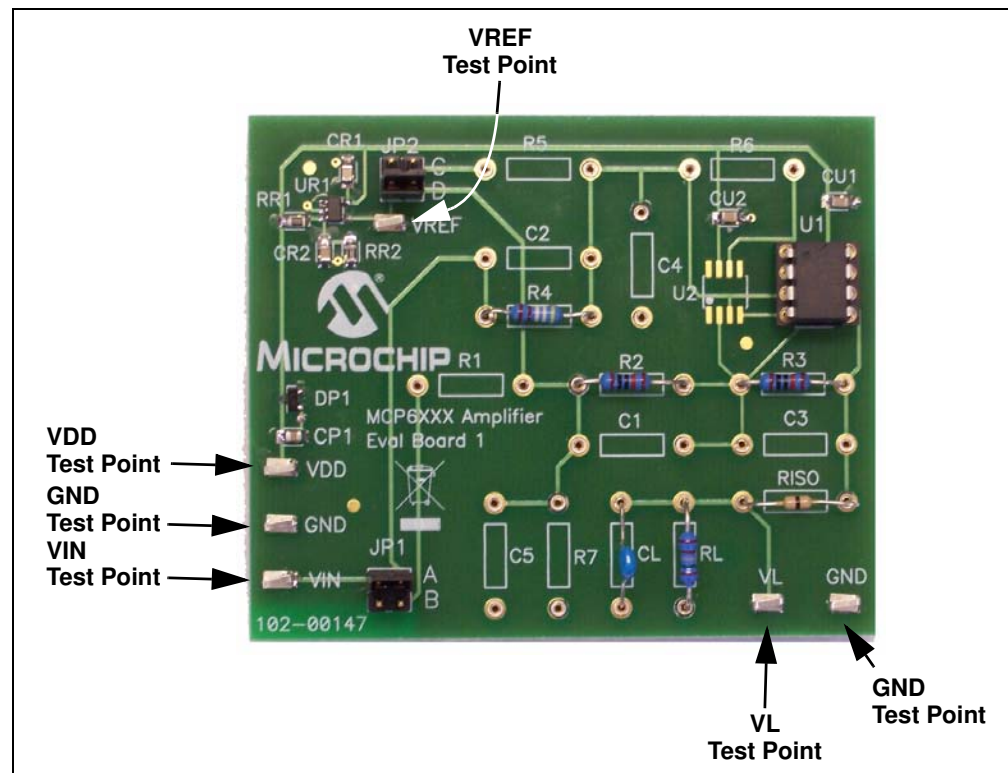 VREF
Test Point
CR1
JP2
C
D
R5
R6
CU1
UR1
RR1
VREF
CU2
U1
CR2
RR2
C2
C4
U2
R4
®
MICROCHIP
R1
R2
R3
DP1
MCP6XXX Amplifier
Eval Board 1
CP1
C1
C3
VDD
Test Point
VDD
RISO
GND
Test Point
GND
VIN
Test Point
VIN
JP1
A
B
C5
R7
CL
RL
VL
GND
102-00147
VL
Test Point
GND
Test Point